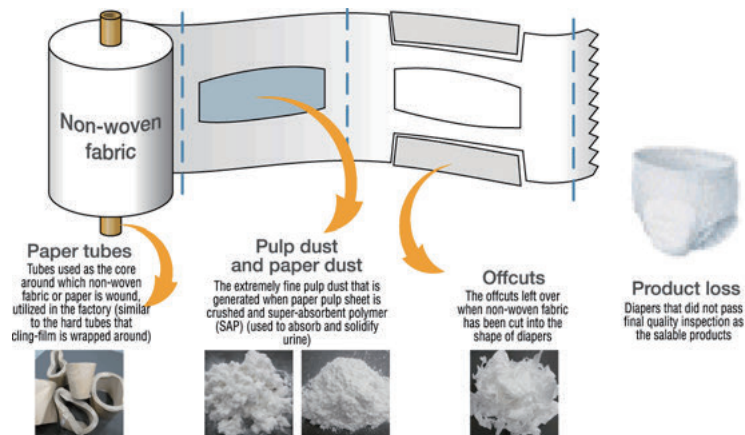 Non-woven
fabric
Paper tubes
Tubes used as the core
around which non-woven
fabric or paper is wound,
utilized in the factory (similar
to the hard tubes that
cling-film is wrapped around)
Pulp dust
and paper dust
The extremely fine pulp dust that is
generated when paper pulp sheet is
crushed and super-absorbent polymer
(SAP) (used to absorb and solidify
urine)
Offcuts
The offcuts left over
when non-woven fabric
has been cut into the
shape of diapers
Product loss
Diapers that did not pass
final quality inspection as
the salable products